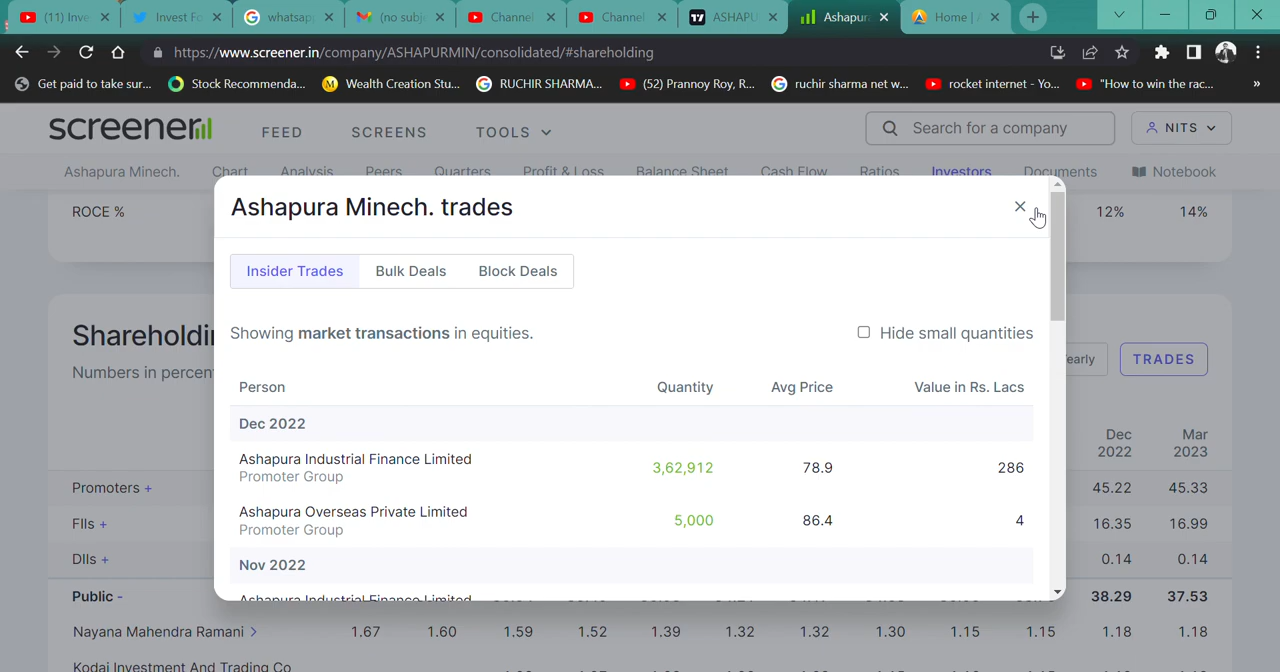 (11) Inve
Invest Fo
whatsap
(no subj
Channel
Channel
ASHAPU
Ashapur
Home |
https://www.screener.in/company/ASHAPURMIN/consolidated/#shareholding
Get paid to take sur...
Stock Recommenda...
Wealth Creation Stu...
RUCHIR SHARMA...
(52) Prannoy Roy, R...
ruchir sharma net w...
rocket internet - Yo...
"How to win the rac...
»
screener
FEED
SCREENS
TOOLS
Search for a company
NITS
Ashapura Minech.
Chart
Analysis
Peers
Quarters
Profit & Loss
Balance Sheet
Cash Flow
Ratios
Investors
Documents
Notebook
ROCE %
12%
14%
Ashapura Minech. trades
Insider Trades
Bulk Deals
Block Deals
Showing market transactions in equities.
Hide small quantities
Person Quantity Avg Price Value in Rs. Lacs
Dec 2022
Ashapura Industrial Finance Limited
Promoter Group
3,62,912 78.9 286
Ashapura Overseas Private Limited
Promoter Group
5,000 86.4 4
Nov 2022
Ashapura Industrial Finance Limited
Shareholdin
Numbers in percen
early
TRADES
Dec 2022
Mar 2023
Promoters + 45.22 45.33
FIIs + 16.35 16.99
DIIs + 0.14 0.14
Public - 38.29 37.53
Nayana Mahendra Ramani 1.67 1.60 1.59 1.52 1.39 1.32 1.32 1.30 1.15 1.15 1.18 1.18
Kodai Investment And Trading Co